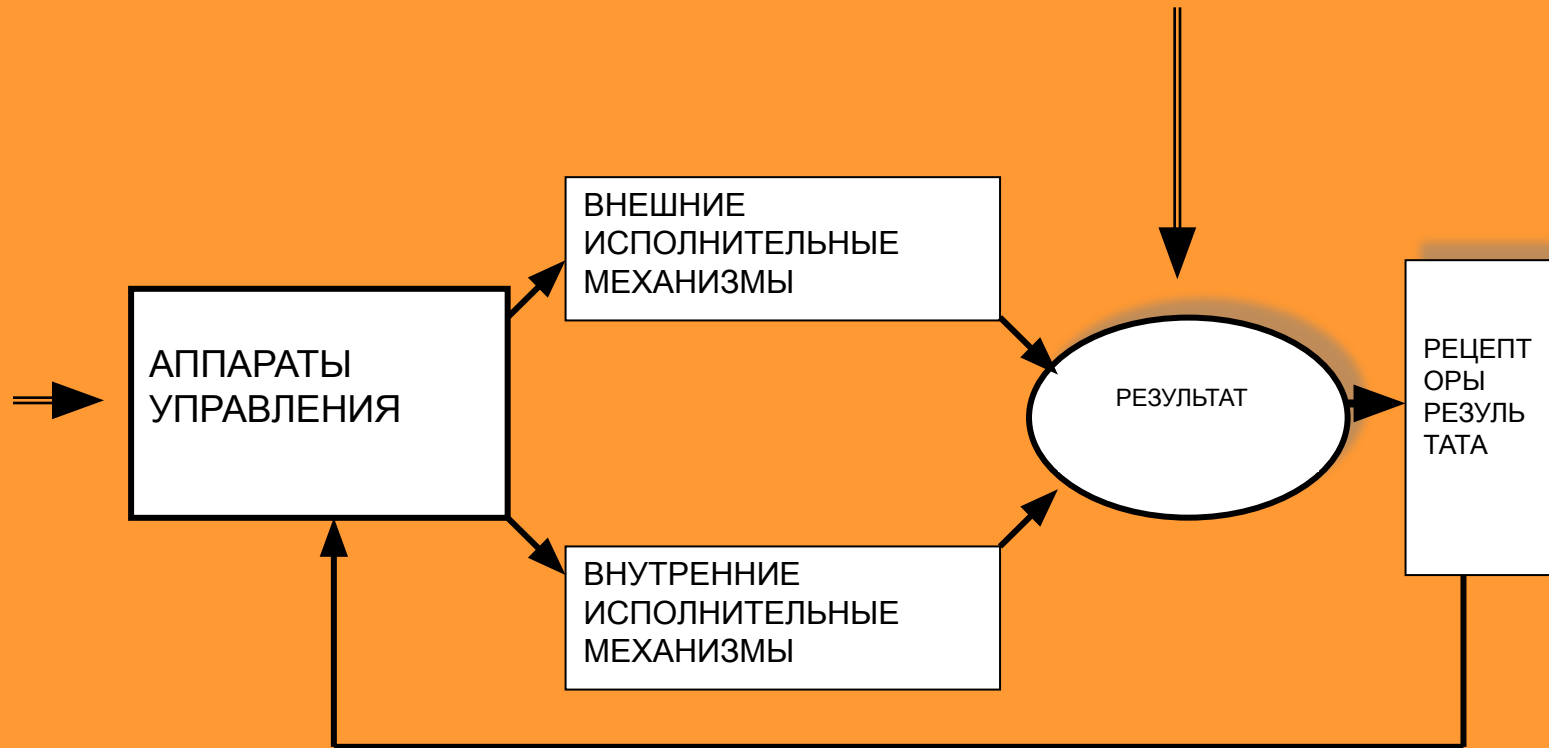 ВНЕШНИЕ
ИСПОЛНИТЕЛЬНЫЕ
МЕХАНИЗМЫ
АППАРАТЫ
УПРАВЛЕНИЯ
РЕЗУЛЬТАТ
РЕЦЕПТ
ОРЫ
РЕЗУЛЬ
ТАТА
ВНУТРЕННИЕ
ИСПОЛНИТЕЛЬНЫЕ
МЕХАНИЗМЫ